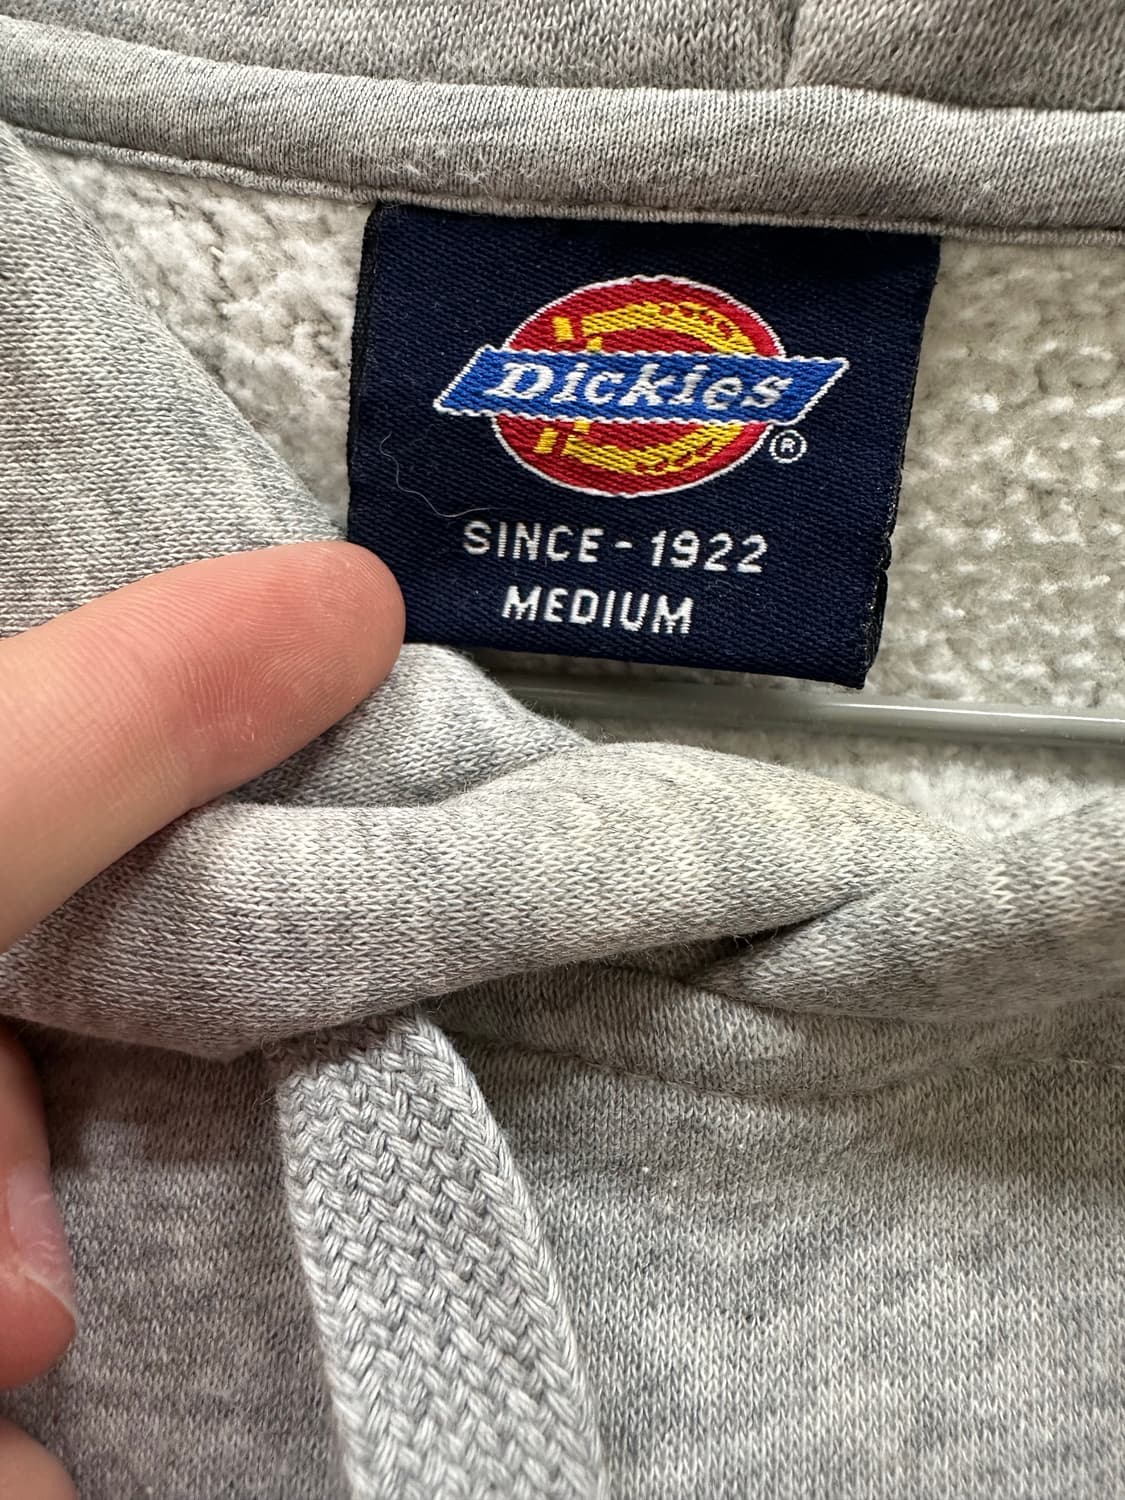 Dickies
®
SINCE - 1922
MEDIUM